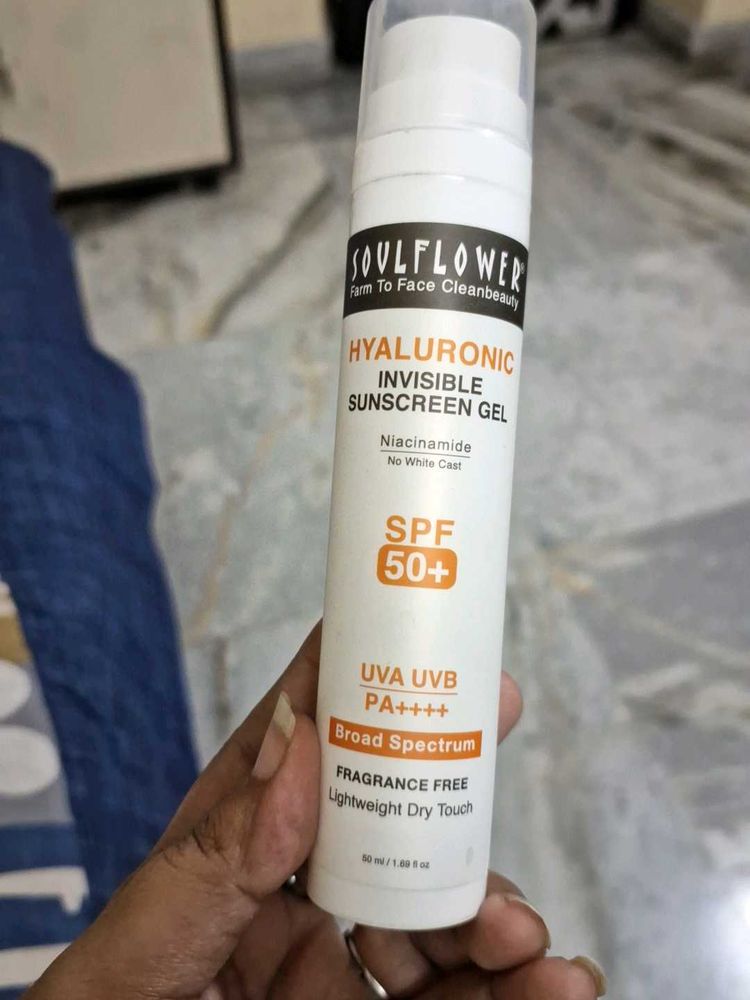 SOULFLOWER®
Farm To Face Cleanbeauty
HYALURONIC
INVISIBLE
SUNSCREEN GEL
Niacinamide
No White Cast
SPF
50+
UVA UVB
PA++++
Broad Spectrum
FRAGRANCE FREE
Lightweight Dry Touch
50 ml / 1.69 fl oz